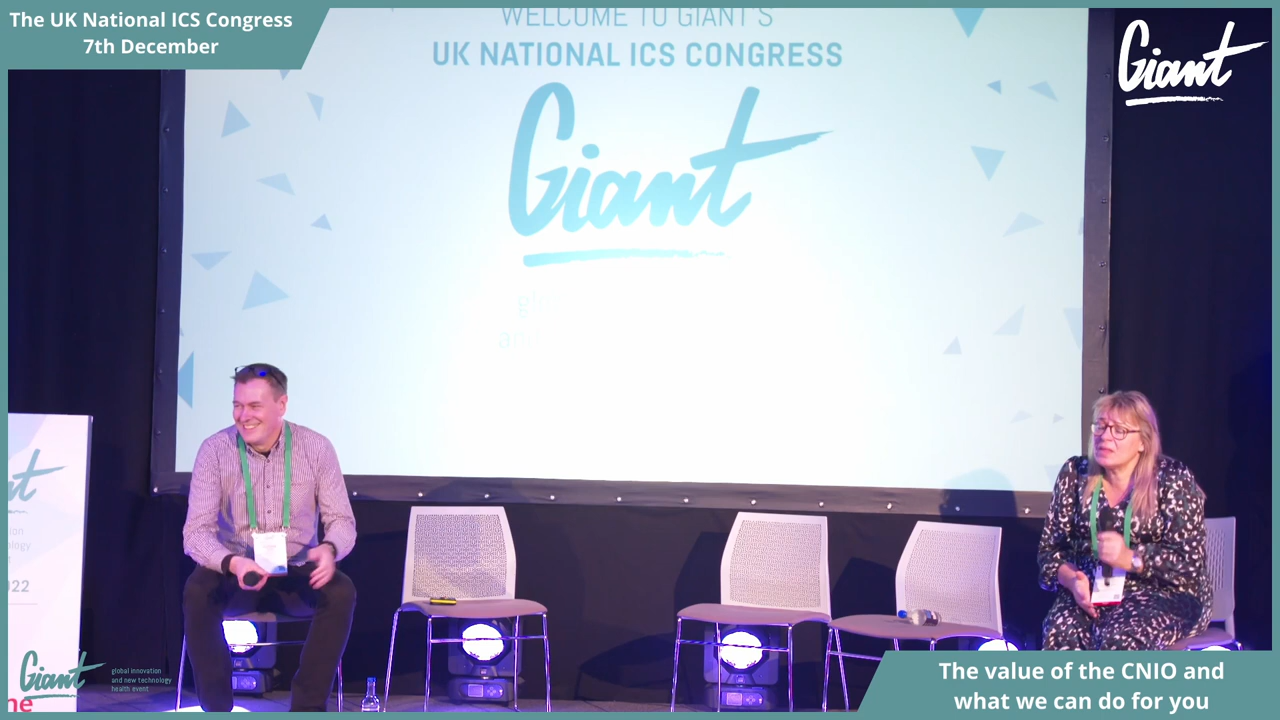 The UK National ICS Congress
7th December
WELCOME TO GIANT'S
UK NATIONAL ICS CONGRESS
Giant
Giant
Giant
global innovation
and new technology
health event
The value of the CNIO and
what we can do for you